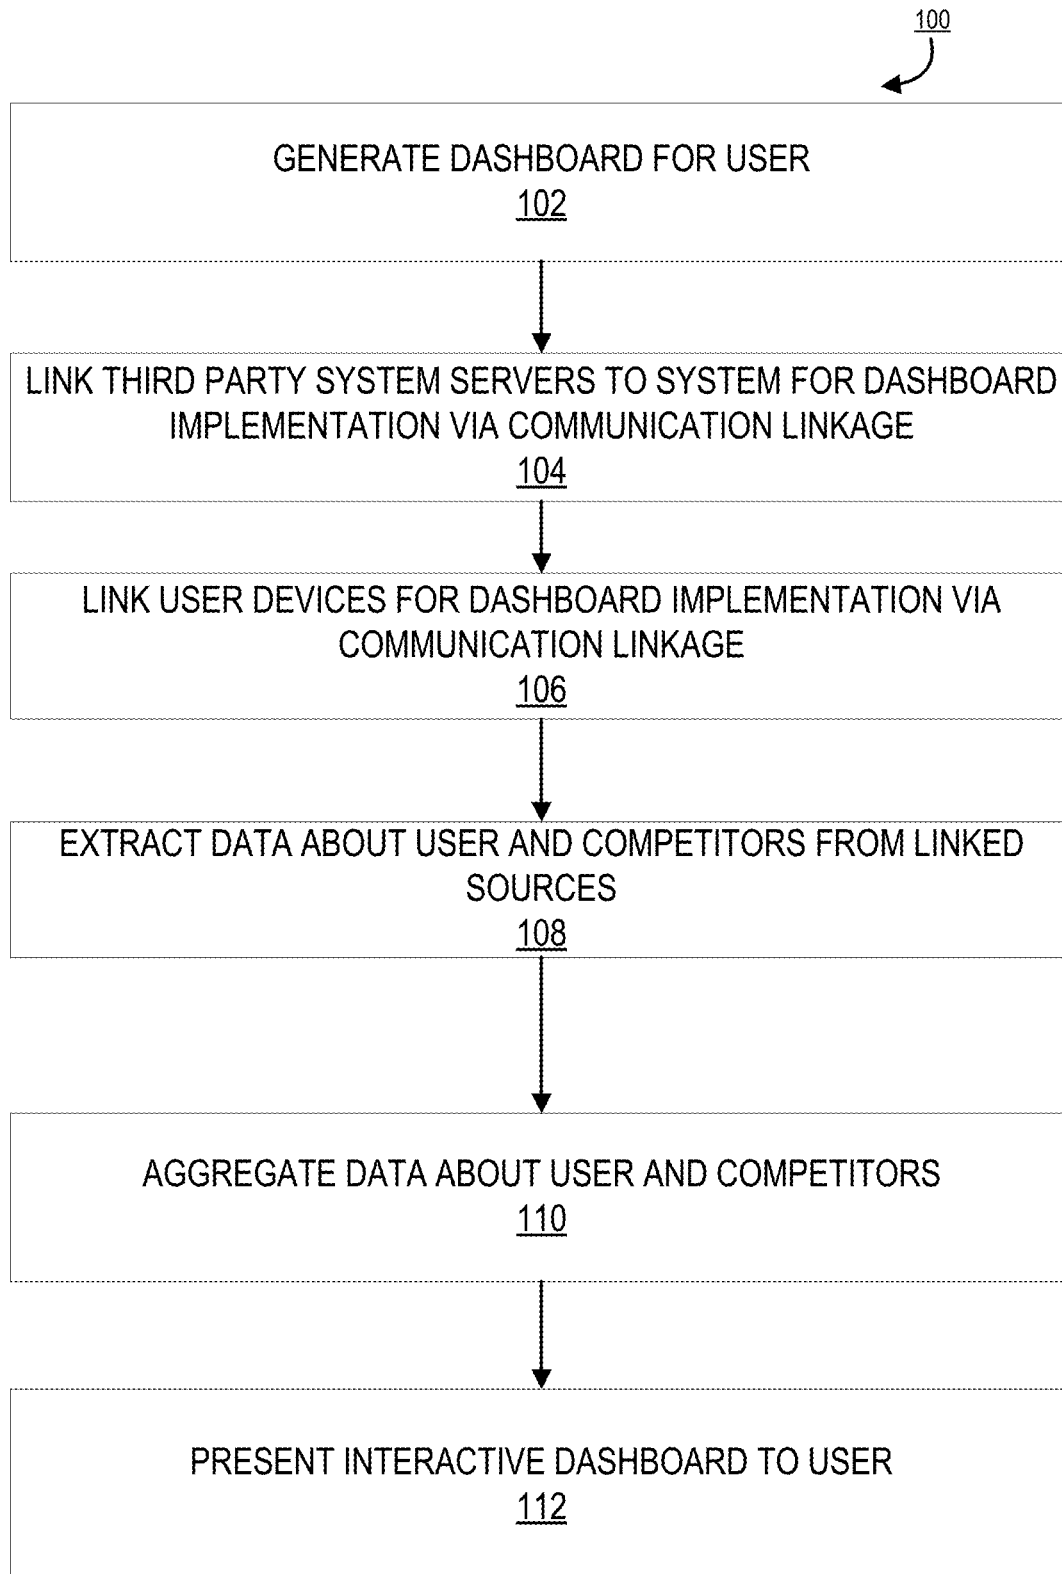 100
GENERATE DASHBOARD FOR USER
102
LINK THIRD PARTY SYSTEM SERVERS TO SYSTEM FOR DASHBOARD
IMPLEMENTATION VIA COMMUNICATION LINKAGE
104
LINK USER DEVICES FOR DASHBOARD IMPLEMENTATION VIA
COMMUNICATION LINKAGE
106
EXTRACT DATA ABOUT USER AND COMPETITORS FROM LINKED
SOURCES
108
AGGREGATE DATA ABOUT USER AND COMPETITORS
110
PRESENT INTERACTIVE DASHBOARD TO USER
112